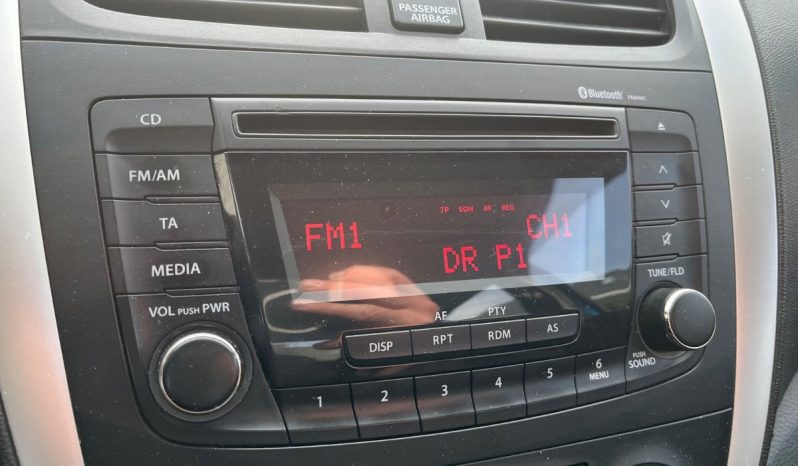 PASSENGER
AIRBAG
Bluetooth
CD
FM/AM
TA
MEDIA
VOL PUSH PWR
TP EON AF REG
FM1 CH1
DR P1
TUNE/FLD
PUSH
SOUND
AF PTY
DISP RPT RDM AS
1 2 3 4 5 6
MENU